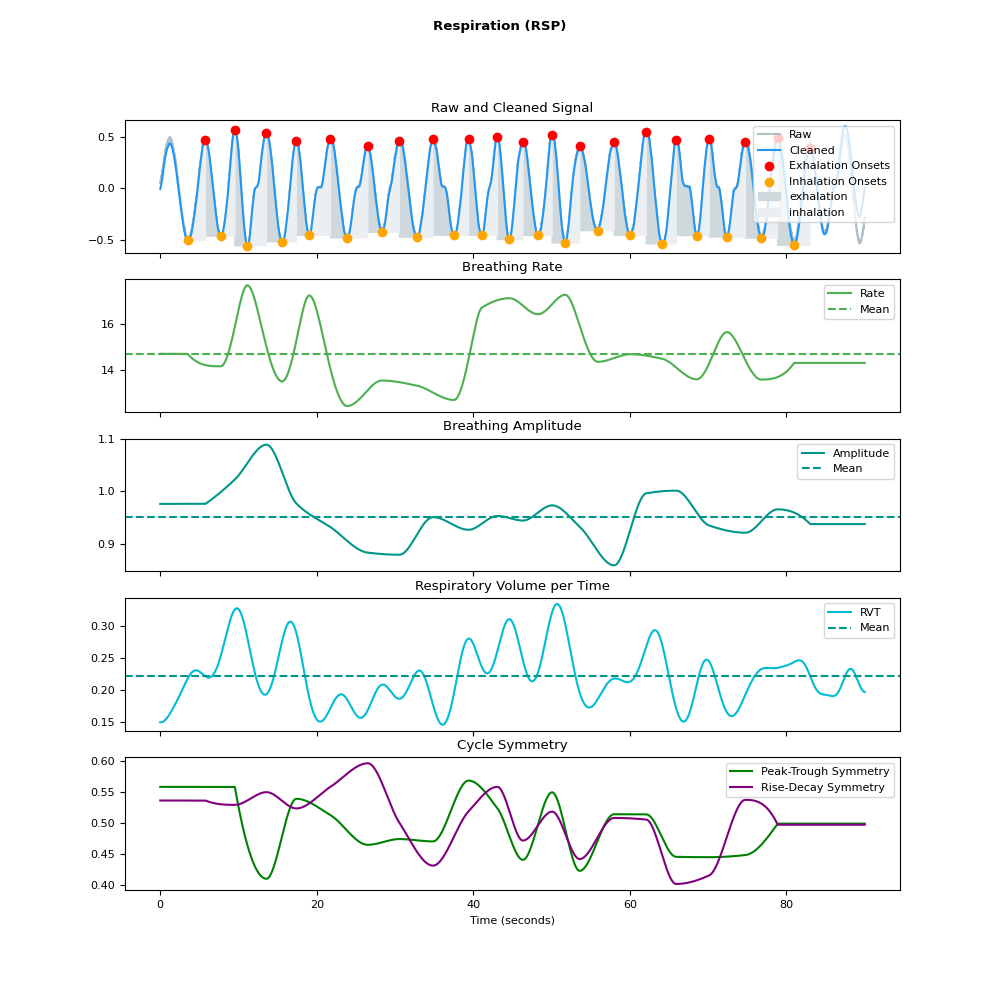 Respiration (RSP)
Raw and Cleaned Signal
0.5
0.0
−0.5
Raw
Cleaned
Exhalation Onsets
Inhalation Onsets
exhalation
inhalation
Breathing Rate
16
14
Rate
Mean
Breathing Amplitude
1.1
1.0
0.9
Amplitude
Mean
Respiratory Volume per Time
0.30
0.25
0.20
0.15
RVT
Mean
Cycle Symmetry
0.60
0.55
0.50
0.45
0.40
Peak-Trough Symmetry
Rise-Decay Symmetry
0 20 40 60 80
Time (seconds)